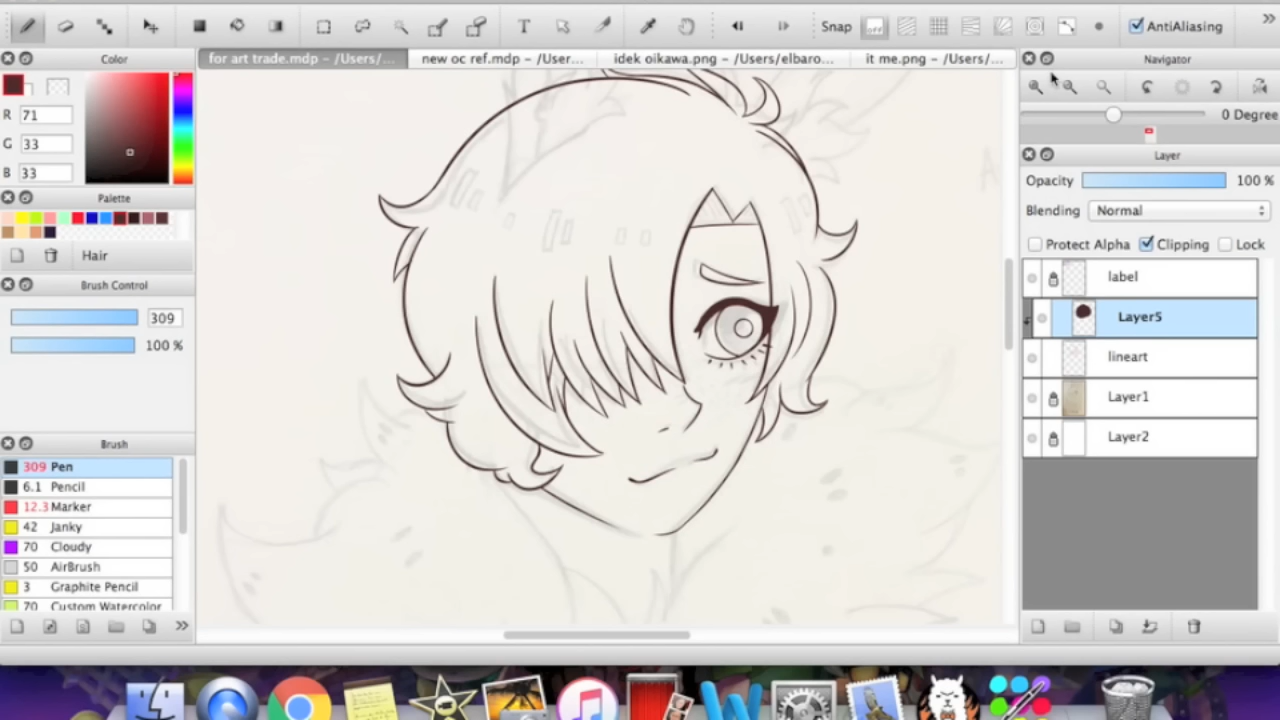 Snap
off
AntiAliasing
Color
for art trade.mdp – /Users/...
new oc ref.mdp – /User...
idek oikawa.png – /Users/elbaro...
it me.png – /Users/...
Navigator
R 71
G 33
B 33
0 Degree
Palette
Hair
Layer
Opacity 100 %
Blending Normal
Protect Alpha Clipping Lock
label
Layer5
lineart
Layer1
Layer2
Brush Control
309
100 %
Brush
309 Pen
6.1 Pencil
12.3 Marker
42 Janky
70 Cloudy
50 AirBrush
3 Graphite Pencil
70 Custom Watercolor